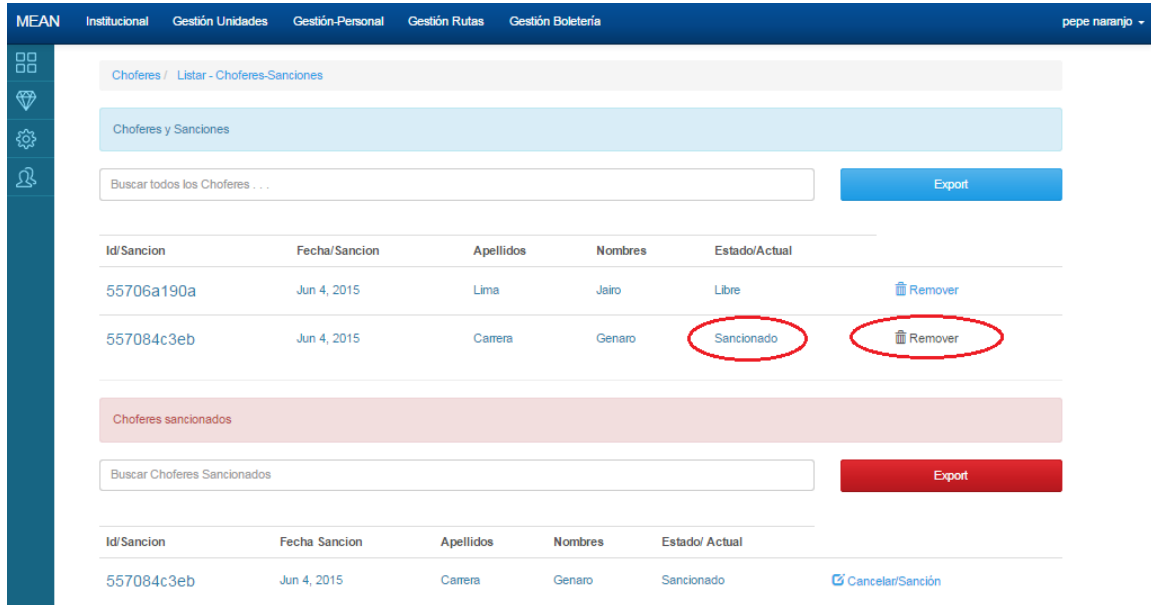 MEAN Institucional Gestión Unidades Gestión-Personal Gestión Rutas Gestión Boletería pepe naranjo
Choferes / Listar - Choferes-Sanciones
Choferes y Sanciones
Buscar todos los Choferes . . . Export
Id/Sancion Fecha/Sancion Apellidos Nombres Estado/Actual
55706a190a Jun 4, 2015 Lima Jairo Libre Remover
557084c3eb Jun 4, 2015 Carrera Genaro Sancionado Remover
Choferes sancionados
Buscar Choferes Sancionados Export
Id/Sancion Fecha Sancion Apellidos Nombres Estado/ Actual
557084c3eb Jun 4, 2015 Carrera Genaro Sancionado Cancelar/Sanción